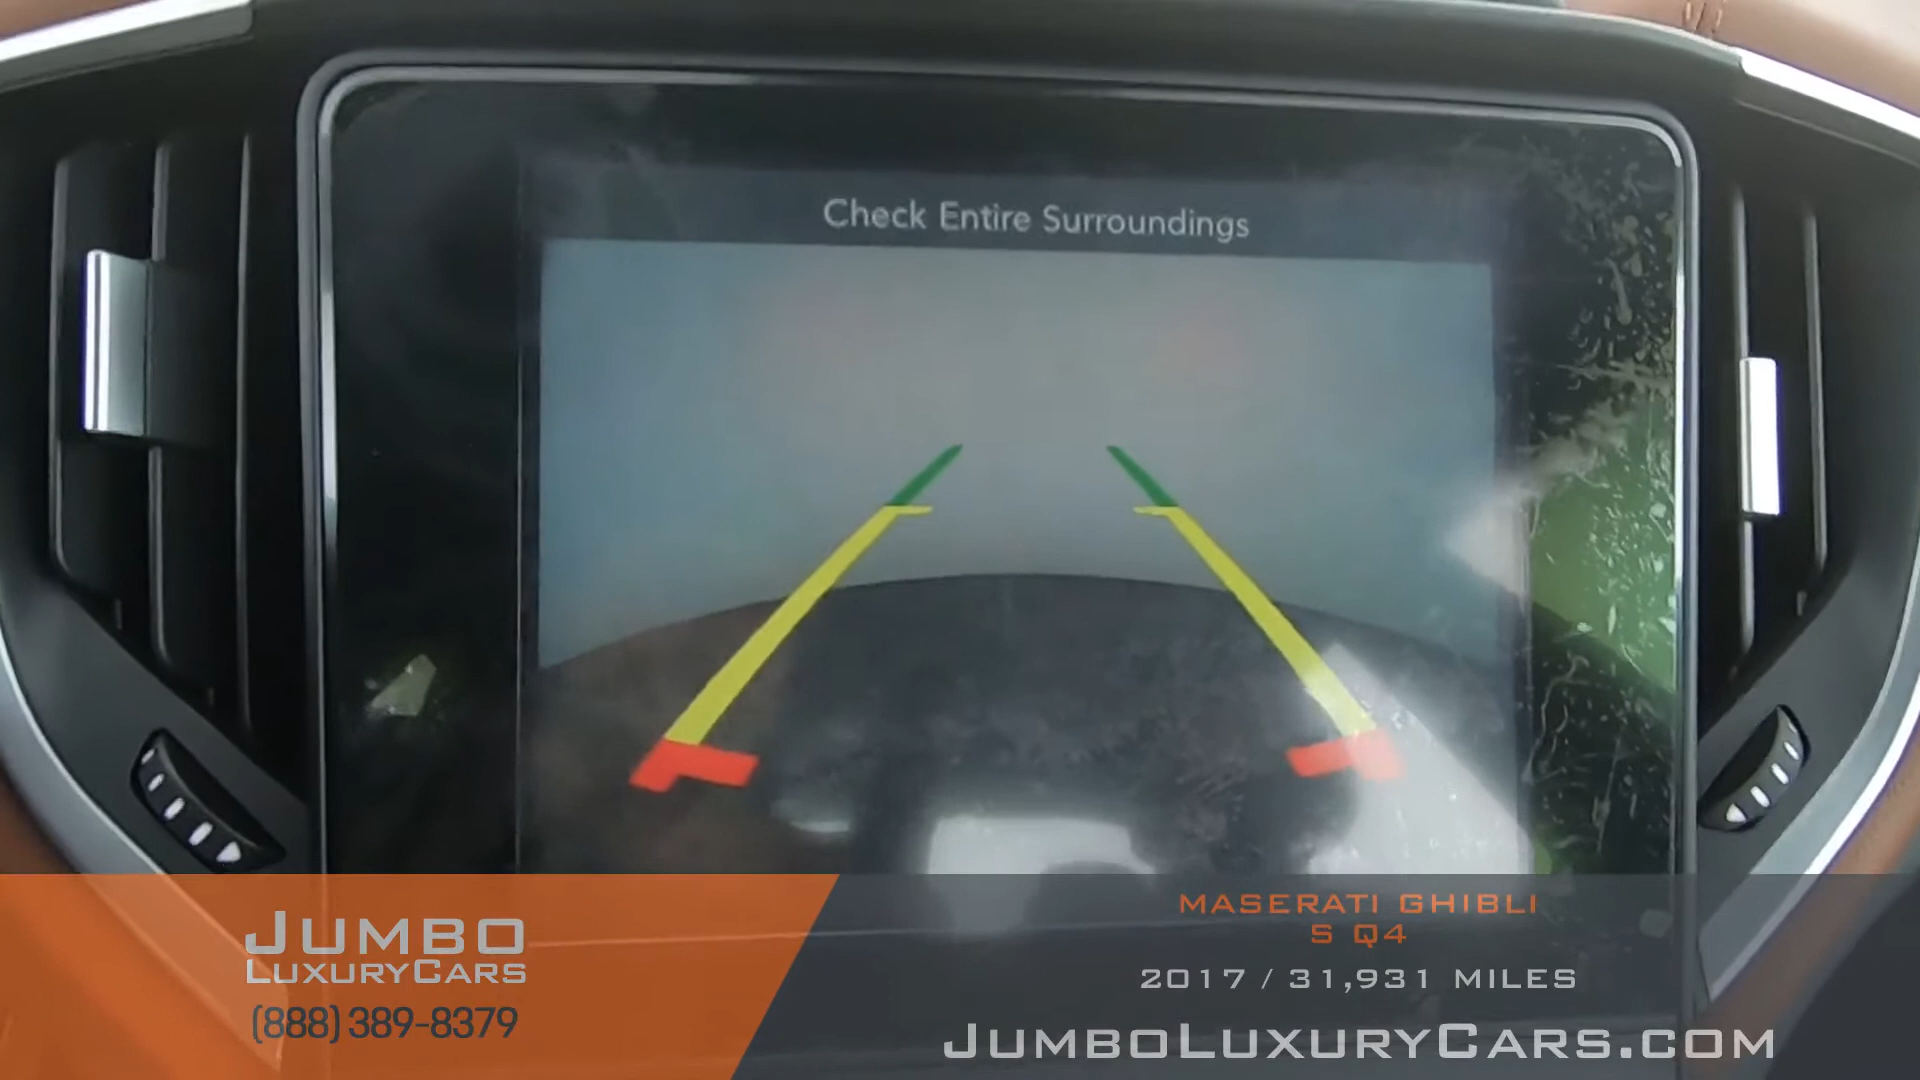 Check Entire Surroundings
JUMBO
LUXURYCARS
(888) 389-8379
MASERATI GHIBLI
S Q4
2017 / 31,931 MILES
JUMBOLUXURYCARS.COM